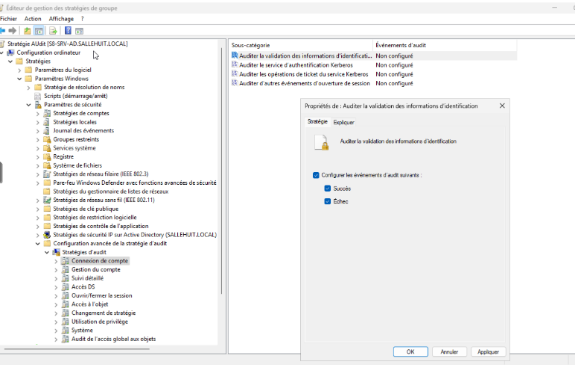 Éditeur de gestion des stratégies de groupe
Fichier Action Affichage ?
Stratégie AUdit [SB-SRV-AD.SALLEHUIT.LOCAL]
Configuration ordinateur
Stratégies
Paramètres du logiciel
Paramètres Windows
Stratégie de résolution de noms
Scripts (démarrage/arrêt)
Paramètres de sécurité
Stratégies de comptes
Stratégies locales
Journal des événements
Groupes restreints
Services système
Registre
Système de fichiers
Stratégies de réseau filaire (IEEE 802.3)
Pare-feu Windows Defender avec fonctions avancées de sécurité
Stratégies du gestionnaire de listes de réseaux
Stratégies de réseau sans fil (IEEE 802.11)
Stratégies de clé publique
Stratégies de restriction logicielle
Stratégies de contrôle de l'application
Stratégies de sécurité IP sur Active Directory (SALLEHUIT.LOCAL)
Configuration avancée de la stratégie d'audit
Stratégies d'audit
Connexion de compte
Gestion du compte
Suivi détaillé
Accès DS
Ouvrir/fermer la session
Accès à l'objet
Changement de stratégie
Utilisation de privilège
Système
Audit de l'accès global aux objets
Sous-catégorie Événements d'audit
Auditer la validation des informations d'identificati... Non configuré
Auditer le service d'authentification Kerberos Non configuré
Auditer les opérations de ticket du service Kerberos Non configuré
Auditer d'autres événements d'ouverture de session Non configuré
Propriétés de : Auditer la validation des informations d'identification
Stratégie Expliquer
Auditer la validation des informations d'identification
Configurer les événements d'audit suivants :
Succès
Échec
OK Annuler Appliquer